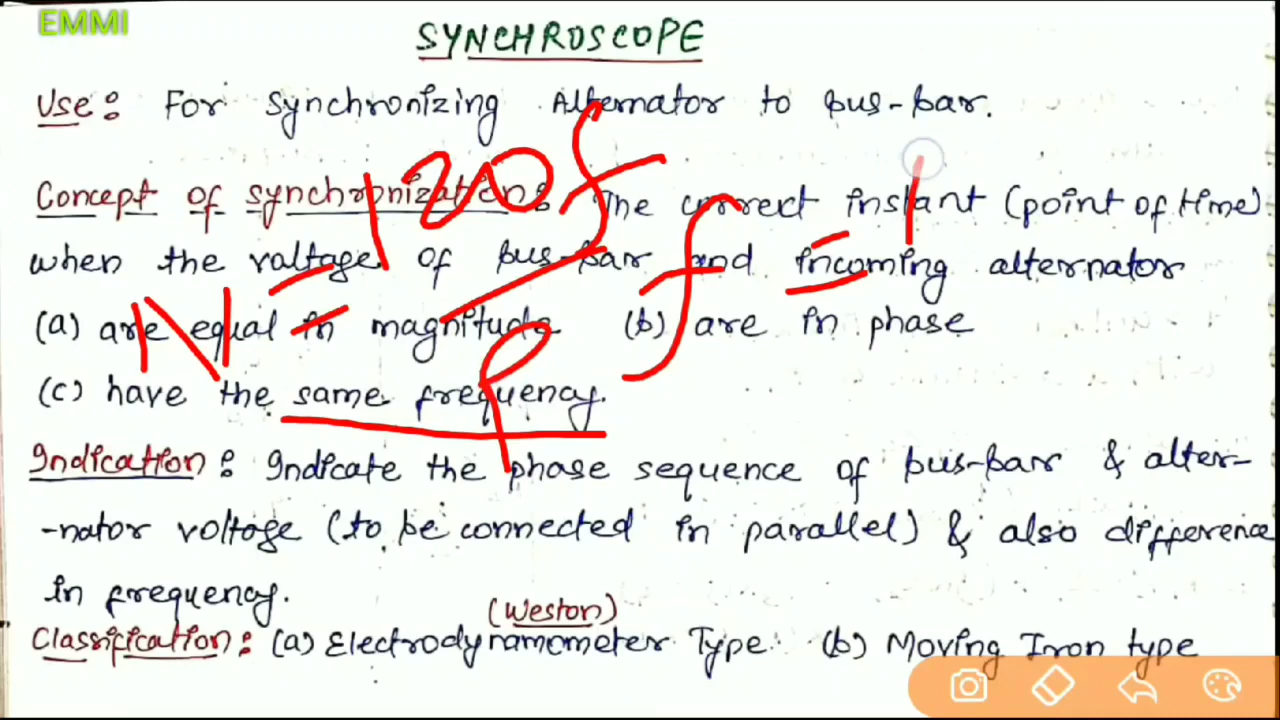 EMMI
SYNCHROSCOPE
Use: For synchronizing Alternator to bus-bar.
Concept of synchronization: The correct instant (point of time)
when the valtage of bus-bar and incoming alternator
(a) are equal in magnitude (b) are in phase
(c) have the same frequency.
Indication: Indicate the phase sequence of bus-bar & alter-
-nator voltage (to be connected in parallel) & also difference
in frequency.
(Weston)
Classification: (a) Electrodynamometer Type (b) Moving Iron type
N = 120f
P
f =